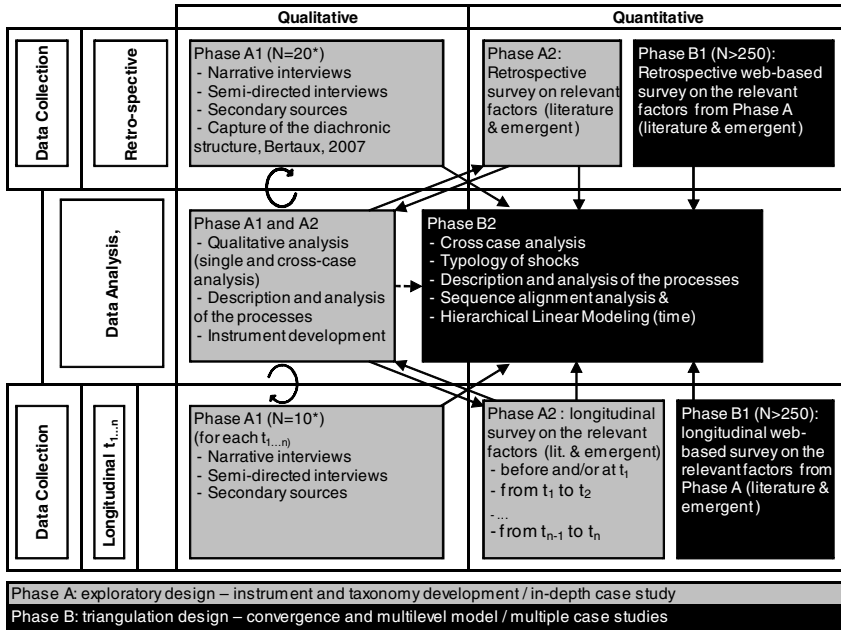 Qualitative
Quantitative
Data Collection
Retro-spective
Phase A1 (N=20*)
- Narrative interviews
- Semi-directed interviews
- Secondary sources
- Capture of the diachronic
structure, Bertaux, 2007
Phase A2:
Retrospective
survey on relevant
factors (literature
& emergent)
Phase B1 (N>250):
Retrospective web-based
survey on the relevant
factors from Phase A
(literature & emergent)
Data Analysis,
Phase A1 and A2
- Qualitative analysis
(single and cross-case
analysis)
- Description and analysis
of the processes
- Instrument development
Phase B2
- Cross case analysis
- Typology of shocks
- Description and analysis of the processes
- Sequence alignment analysis &
- Hierarchical Linear Modeling (time)
Data Collection
Longitudinal t1...n
Phase A1 (N=10*)
(for each t1...n)
- Narrative interviews
- Semi-directed interviews
- Secondary sources
Phase A2 : longitudinal
survey on the relevant
factors (lit. & emergent)
- before and/or at t1
- from t1 to t2
- ...
- from tn-1 to tn
Phase B1 (N>250):
longitudinal web-
based survey on the
relevant factors from
Phase A (literature &
emergent)
Phase A: exploratory design – instrument and taxonomy development / in-depth case study
Phase B: triangulation design – convergence and multilevel model / multiple case studies